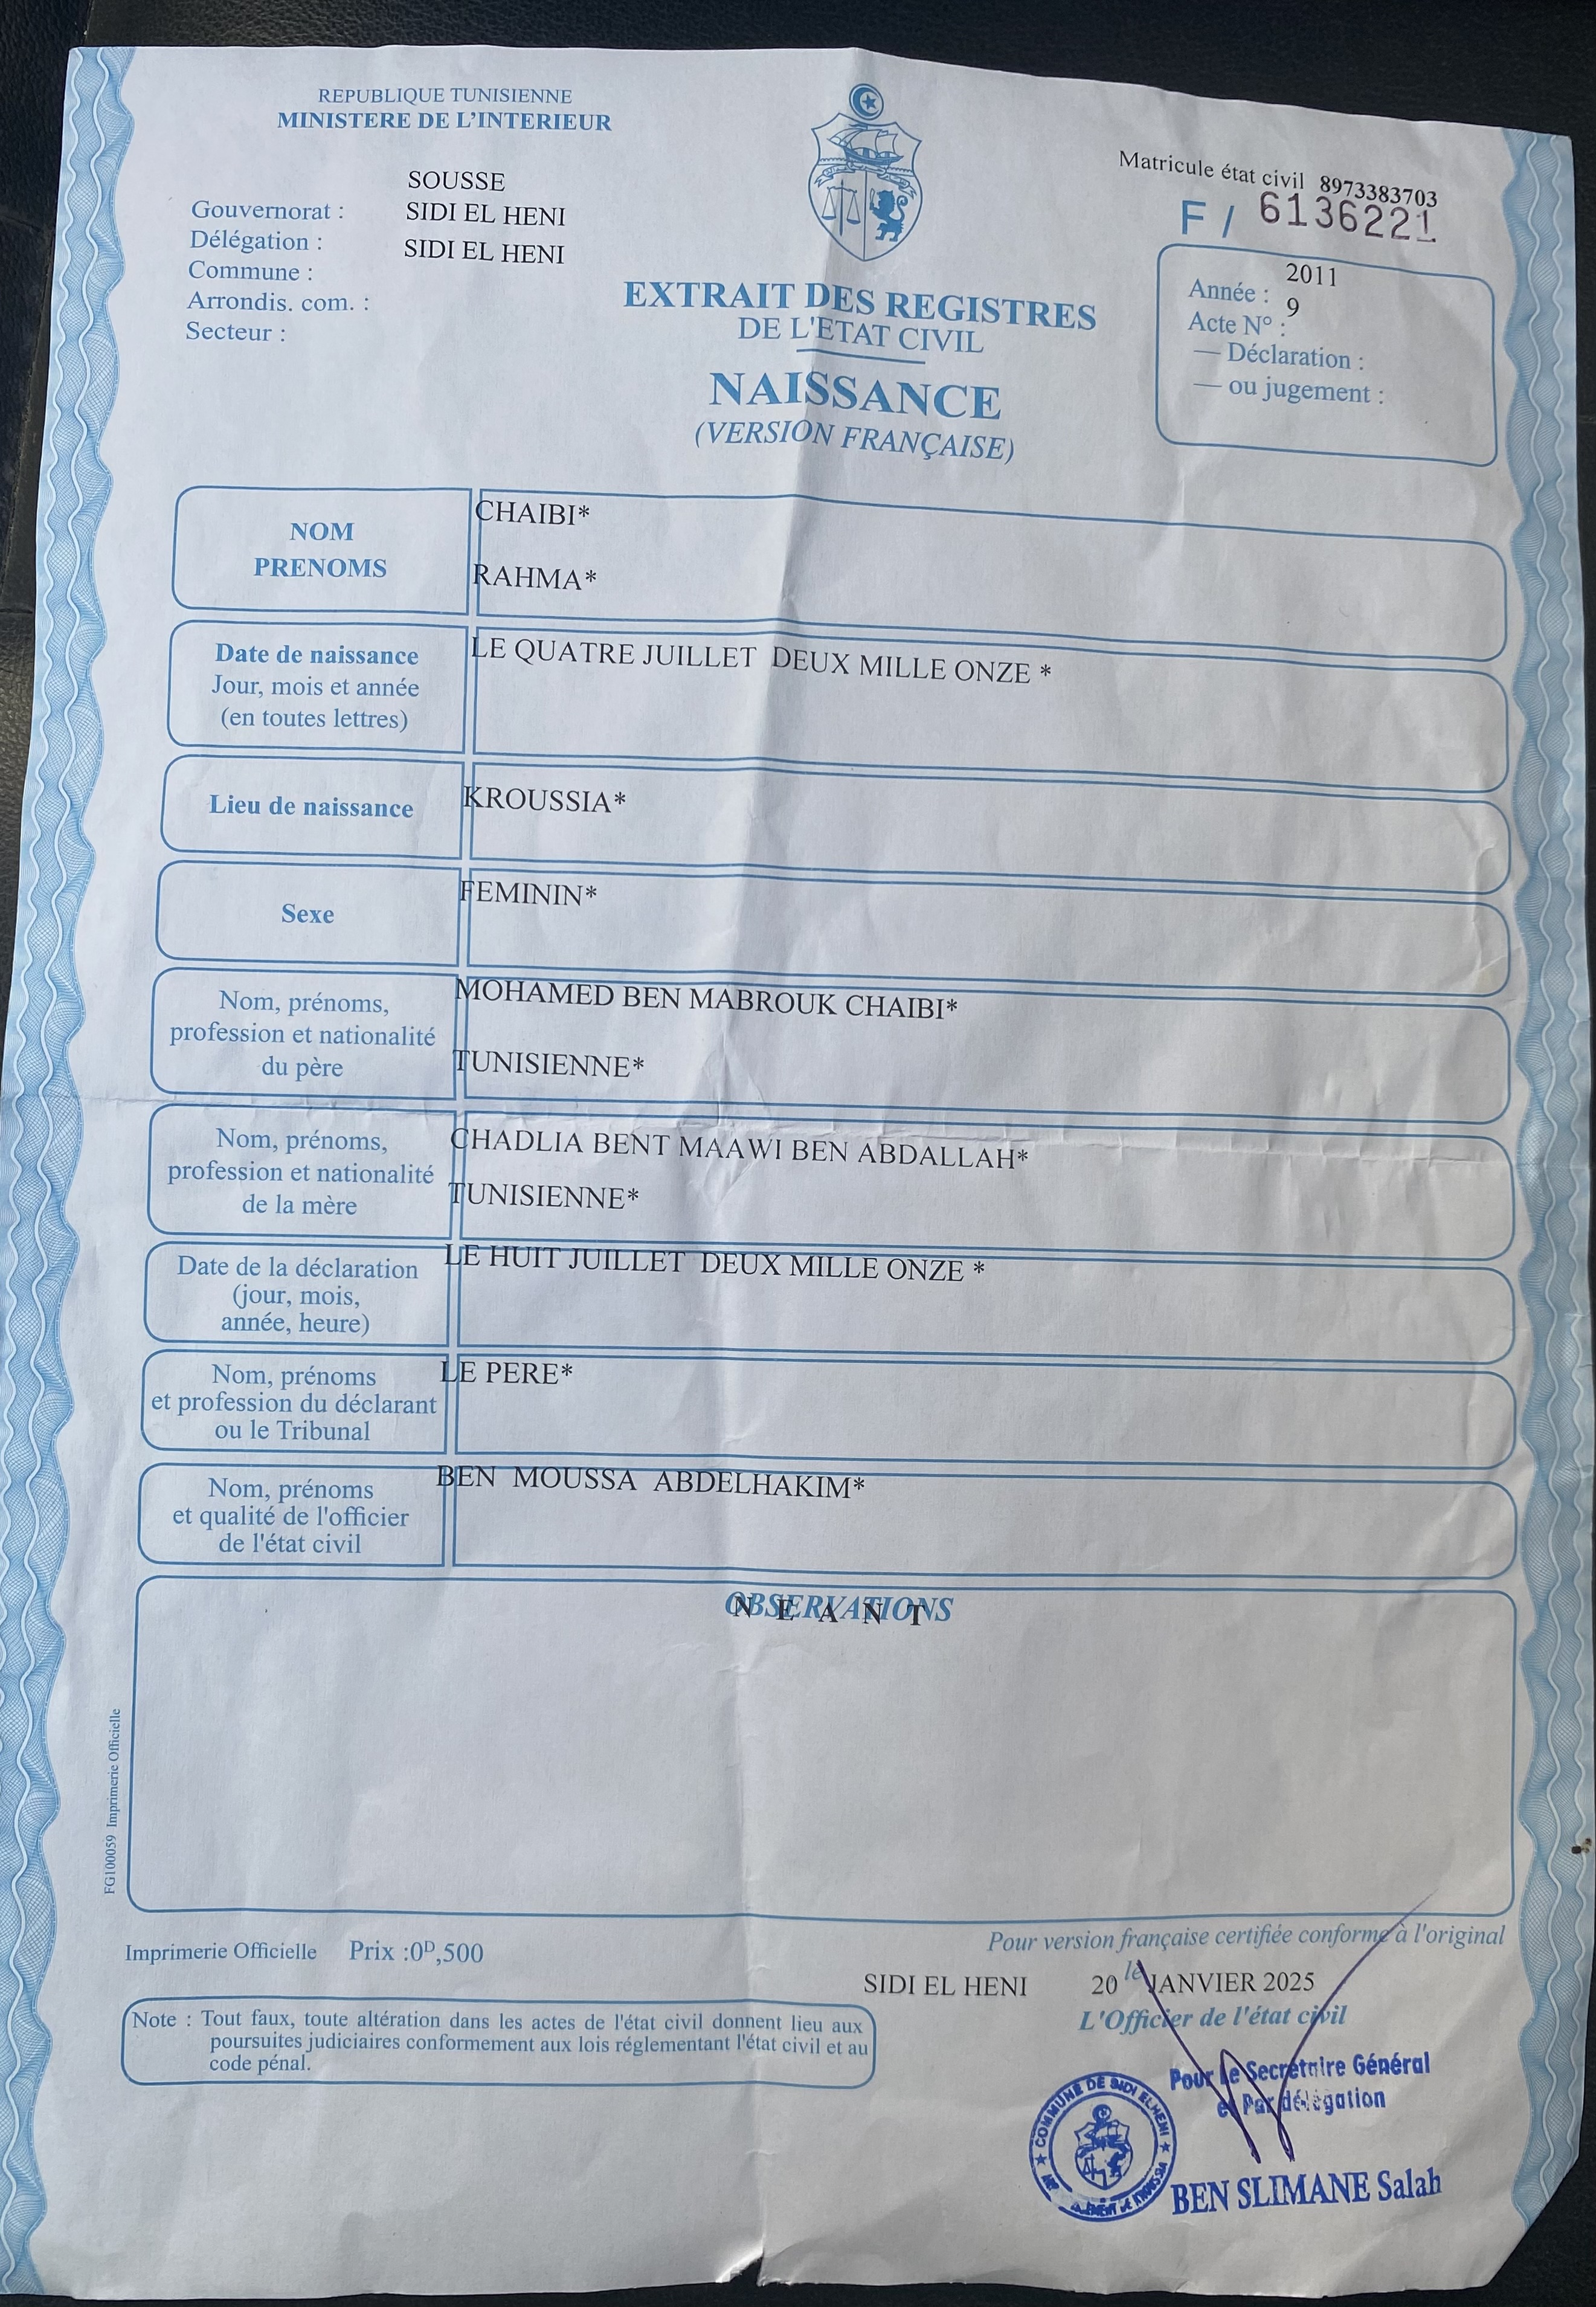 REPUBLIQUE TUNISIENNE
MINISTERE DE L'INTERIEUR
Matricule état civil 8973383703
F / 6136221
SOUSSE
Gouvernorat : SIDI EL HENI
Délégation : SIDI EL HENI
Commune :
Arrondis. com. :
Secteur :
EXTRAIT DES REGISTRES
DE L'ETAT CIVIL
NAISSANCE
(VERSION FRANÇAISE)
2011
Année :
9
Acte N° :
— Déclaration :
— ou jugement :
NOM
PRENOMS
CHAIBI*
RAHMA*
Date de naissance
Jour, mois et année
(en toutes lettres)
LE QUATRE JUILLET DEUX MILLE ONZE *
Lieu de naissance
KROUSSIA*
Sexe
FEMININ*
Nom, prénoms,
profession et nationalité
du père
MOHAMED BEN MABROUK CHAIBI*
TUNISIENNE*
Nom, prénoms,
profession et nationalité
de la mère
CHADLIA BENT MAAWI BEN ABDALLAH*
TUNISIENNE*
Date de la déclaration
(jour, mois,
année, heure)
LE HUIT JUILLET DEUX MILLE ONZE *
Nom, prénoms
et profession du déclarant
ou le Tribunal
LE PERE*
Nom, prénoms
et qualité de l'officier
de l'état civil
BEN MOUSSA ABDELHAKIM*
OBSERVATIONS
N E A N T
FG100059 Imprimerie Officielle
Imprimerie Officielle Prix :0D,500
Pour version française certifiée conforme à l'original
SIDI EL HENI 20 le JANVIER 2025
L'Officier de l'état civil
Note : Tout faux, toute altération dans les actes de l'état civil donnent lieu aux
poursuites judiciaires conformement aux lois réglementant l'état civil et au
code pénal.
Pour Le Secrétaire Général
et Par délégation
COMMUNE DE SIDI ELHENI
BEN SLIMANE Salah